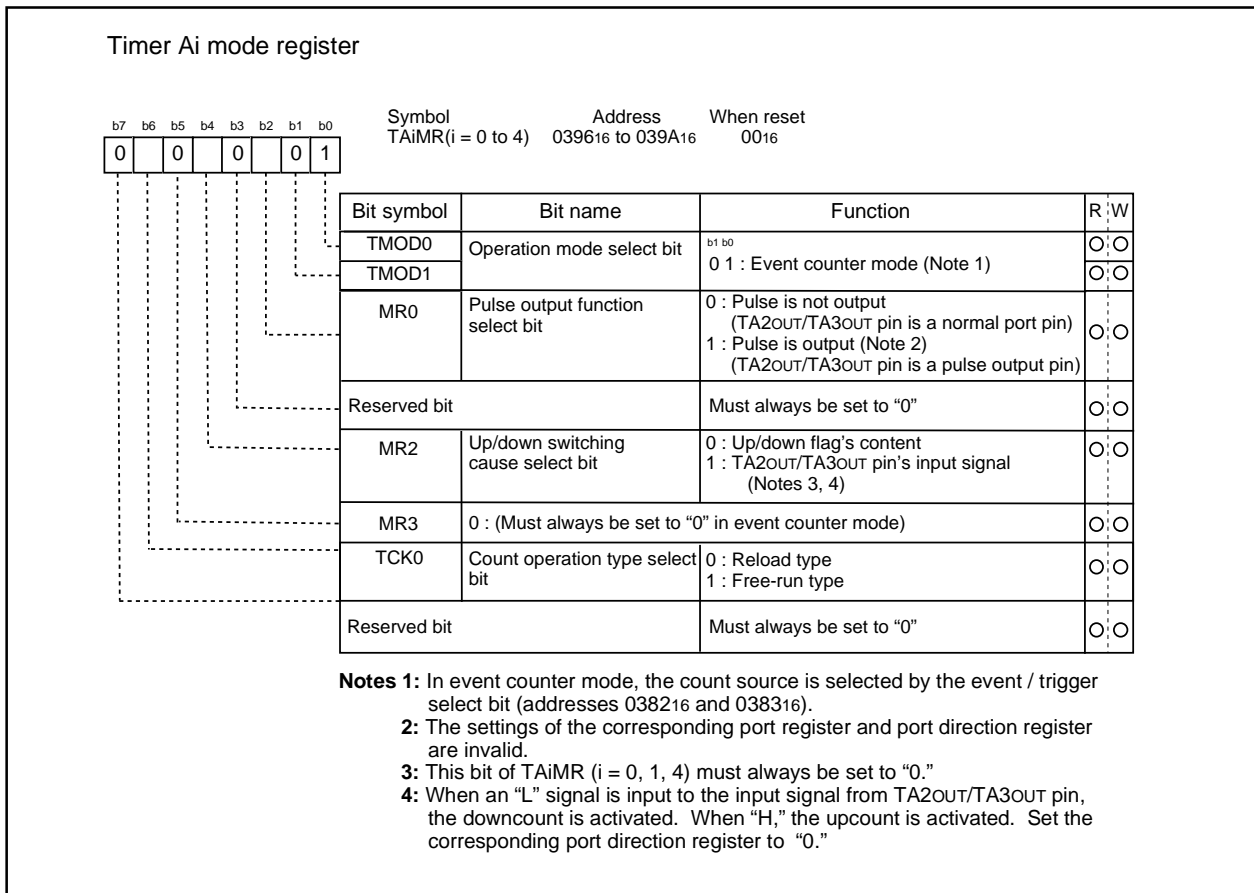 Timer Ai mode register
Symbol Address When reset
TAiMR(i = 0 to 4) 039616 to 039A16 0016
b7 b6 b5 b4 b3 b2 b1 b0
0 0 0 0 1
Bit symbol Bit name Function R W
TMOD0 Operation mode select bit b1 b0
0 1 : Event counter mode (Note 1)
TMOD1
MR0 Pulse output function select bit 0 : Pulse is not output
(TA2OUT/TA3OUT pin is a normal port pin)
1 : Pulse is output (Note 2)
(TA2OUT/TA3OUT pin is a pulse output pin)
Reserved bit Must always be set to “0”
MR2 Up/down switching cause select bit 0 : Up/down flag’s content
1 : TA2OUT/TA3OUT pin’s input signal
(Notes 3, 4)
MR3 0 : (Must always be set to “0” in event counter mode)
TCK0 Count operation type select bit 0 : Reload type
1 : Free-run type
Reserved bit Must always be set to “0”
Notes 1: In event counter mode, the count source is selected by the event / trigger
select bit (addresses 038216 and 038316).
2: The settings of the corresponding port register and port direction register
are invalid.
3: This bit of TAiMR (i = 0, 1, 4) must always be set to “0.”
4: When an “L” signal is input to the input signal from TA2OUT/TA3OUT pin,
the downcount is activated. When “H,” the upcount is activated. Set the
corresponding port direction register to “0.”